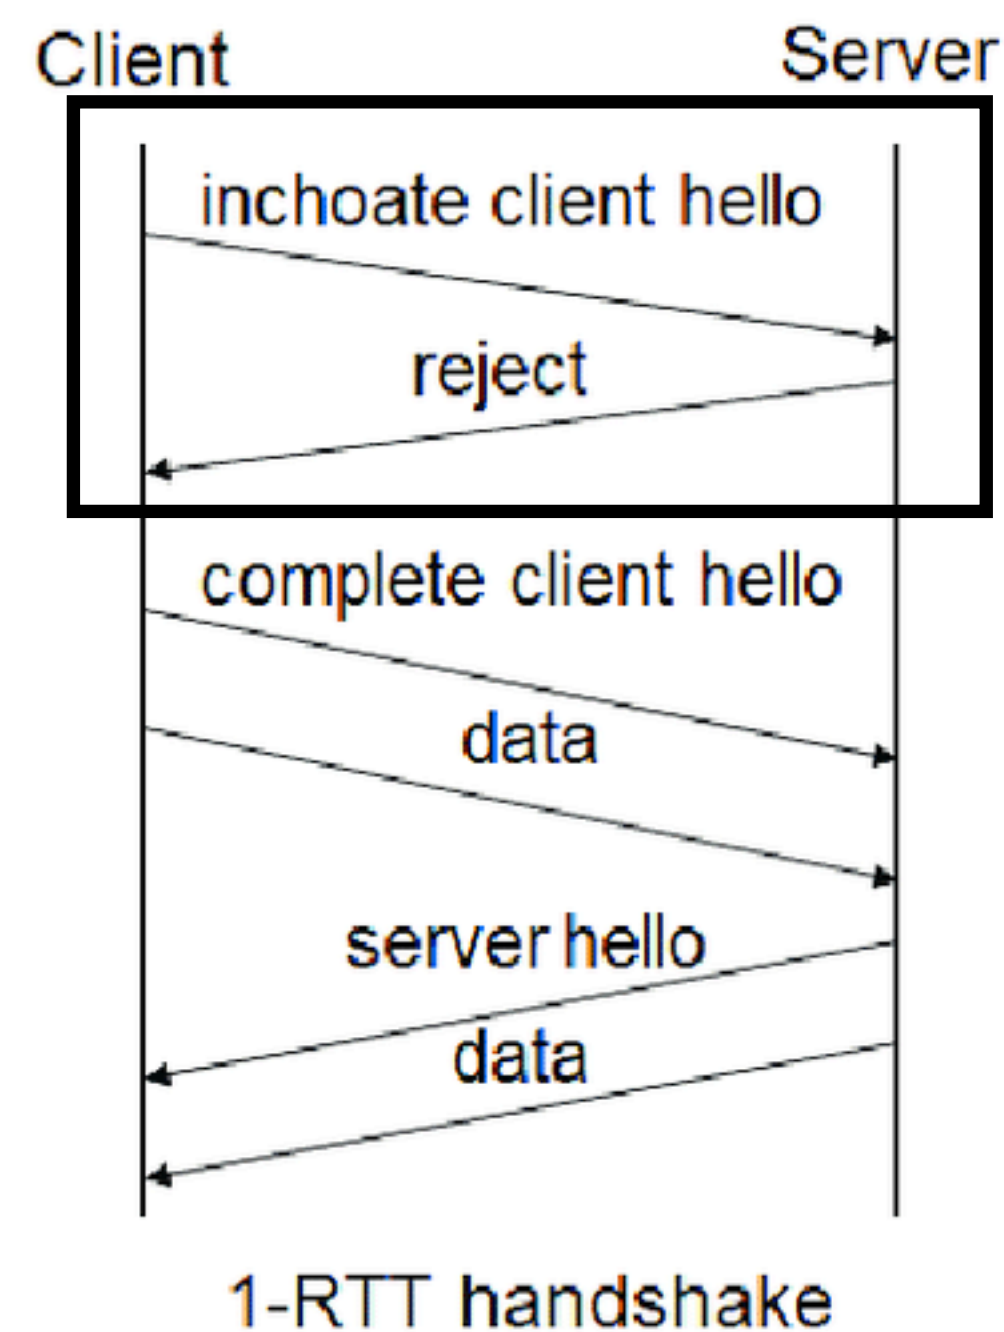 Client
Server
inchoate client hello
reject
complete client hello
data
server hello
data
1-RTT handshake